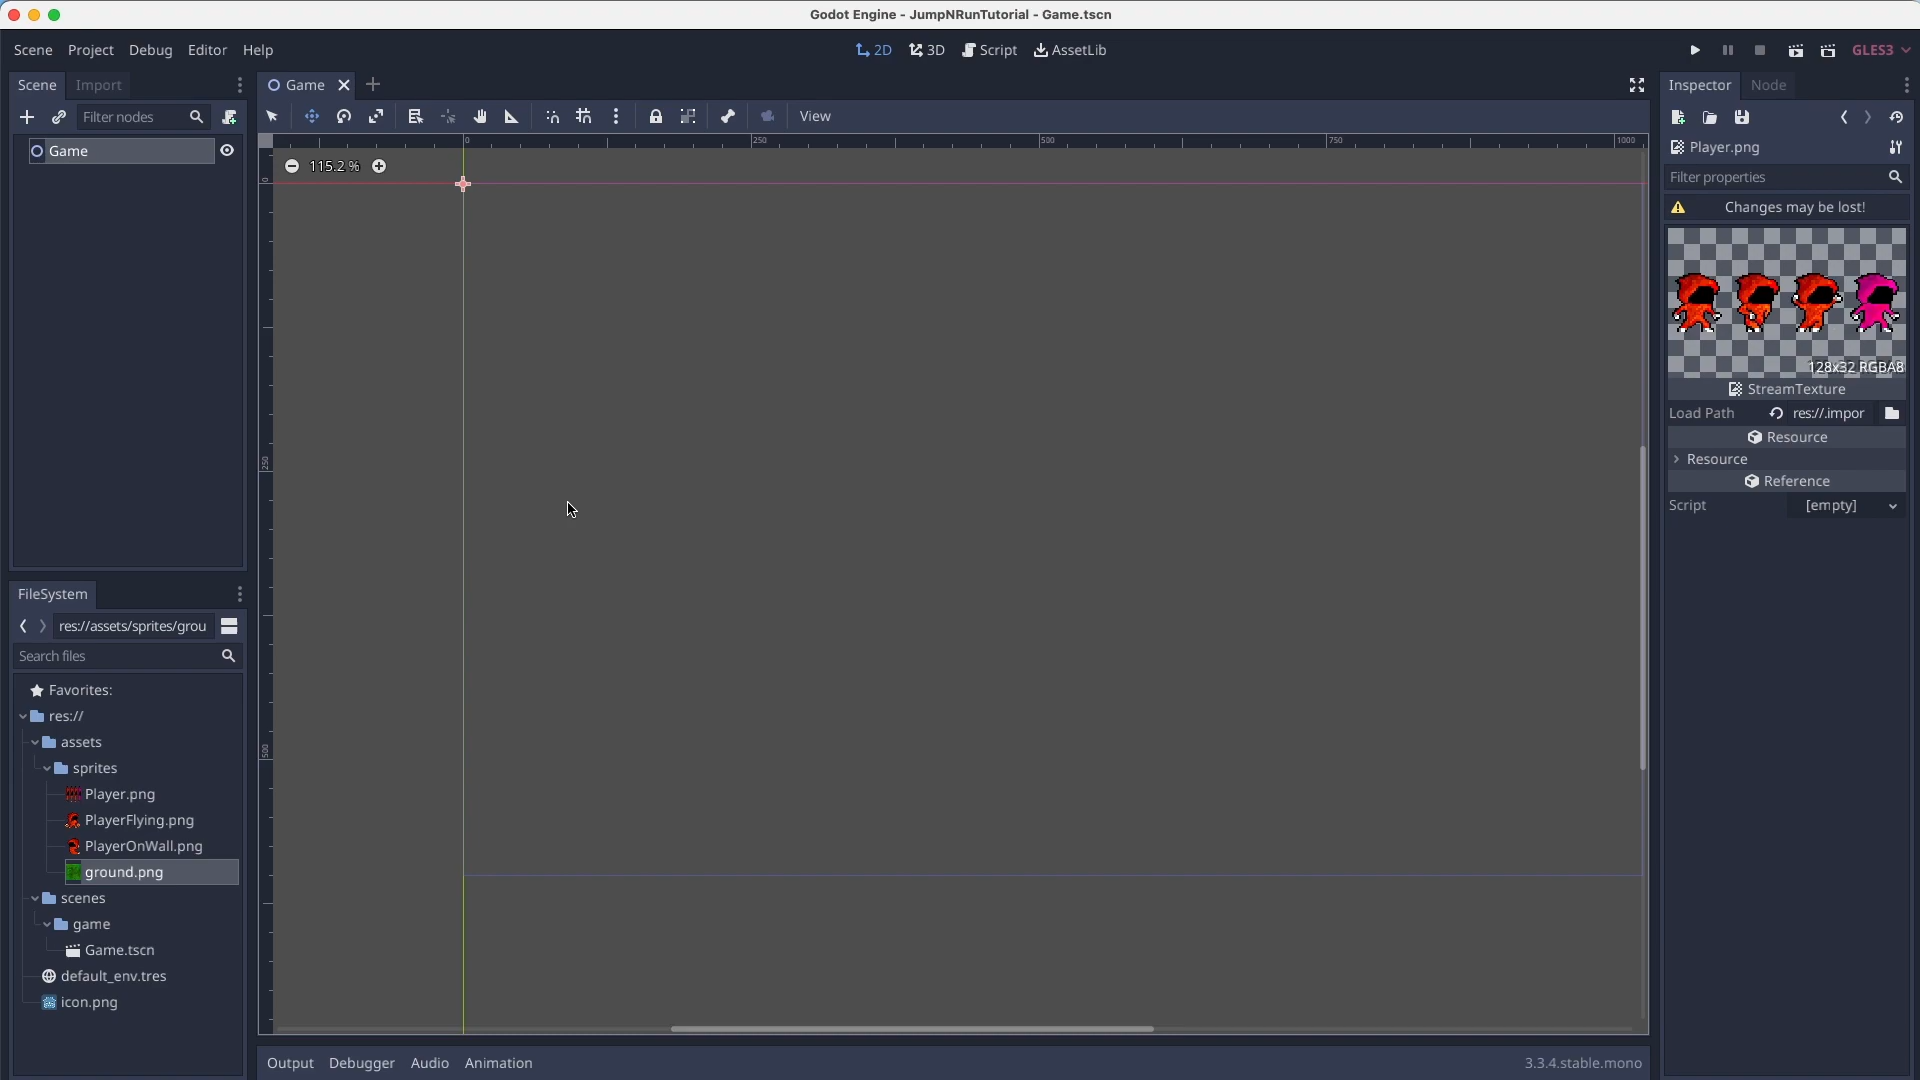 Godot Engine - JumpNRunTutorial - Game.tscn
Scene Project Debug Editor Help
2D 3D Script AssetLib
GLES3
Scene Import
Game
Inspector Node
Filter nodes
View
Game
Player.png
115.2 %
Filter properties
Changes may be lost!
0 250 500 750 1000
0
250
500
128x32 RGBA8
StreamTexture
Load Path res://.impor
Resource
Resource
Reference
Script [empty]
FileSystem
res://assets/sprites/grou
Search files
Favorites:
res://
assets
sprites
Player.png
PlayerFlying.png
PlayerOnWall.png
ground.png
scenes
game
Game.tscn
default_env.tres
icon.png
Output Debugger Audio Animation
3.3.4.stable.mono